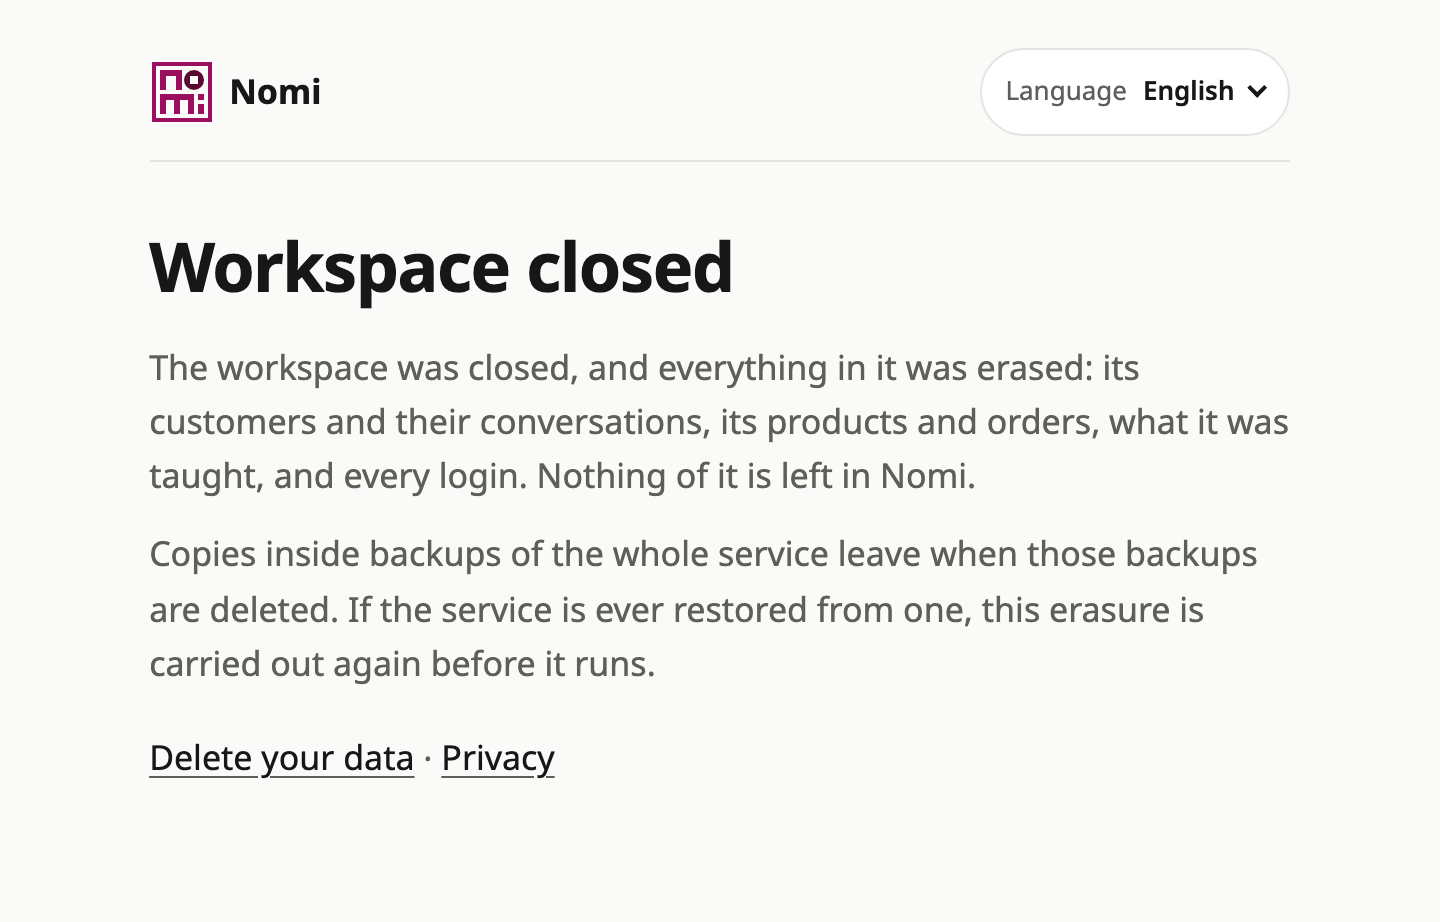 nomi
Nomi
Language English
Workspace closed
The workspace was closed, and everything in it was erased: its
customers and their conversations, its products and orders, what it was
taught, and every login. Nothing of it is left in Nomi.
Copies inside backups of the whole service leave when those backups
are deleted. If the service is ever restored from one, this erasure is
carried out again before it runs.
Delete your data · Privacy